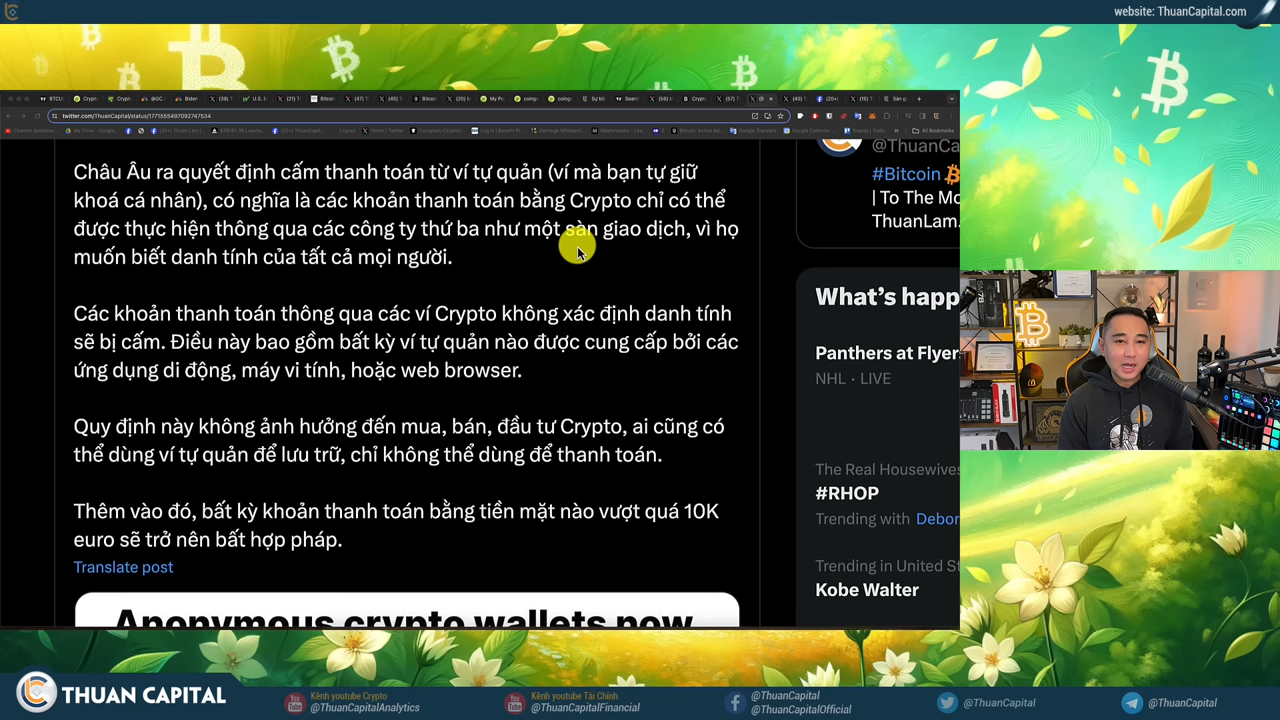 website: ThuanCapital.com
twitter.com/ThuanCapital/status/1771555497092747534
Châu Âu ra quyết định cấm thanh toán từ ví tự quản (ví mà bạn tự giữ
khoá cá nhân), có nghĩa là các khoản thanh toán bằng Crypto chỉ có thể
được thực hiện thông qua các công ty thứ ba như một sàn giao dịch, vì họ
muốn biết danh tính của tất cả mọi người.
Các khoản thanh toán thông qua các ví Crypto không xác định danh tính
sẽ bị cấm. Điều này bao gồm bất kỳ ví tự quản nào được cung cấp bởi các
ứng dụng di động, máy vi tính, hoặc web browser.
Quy định này không ảnh hưởng đến mua, bán, đầu tư Crypto, ai cũng có
thể dùng ví tự quản để lưu trữ, chỉ không thể dùng để thanh toán.
Thêm vào đó, bất kỳ khoản thanh toán bằng tiền mặt nào vượt quá 10K
euro sẽ trở nên bất hợp pháp.
Translate post
Anonymous crypto wallets now
@ThuanCa
#Bitcoin
| To The Mo
ThuanLam.
What's happ
Panthers at Flyer
NHL · LIVE
The Real Housewives
#RHOP
Trending with Debor
Trending in United St
Kobe Walter
THUAN CAPITAL
Kênh youtube Crypto
@ThuanCapitalAnalytics
Kênh youtube Tài Chính
@ThuanCapitalFinancial
@ThuanCapital
@ThuanCapitalOfficial
@ThuanCapital
@ThuanCapital